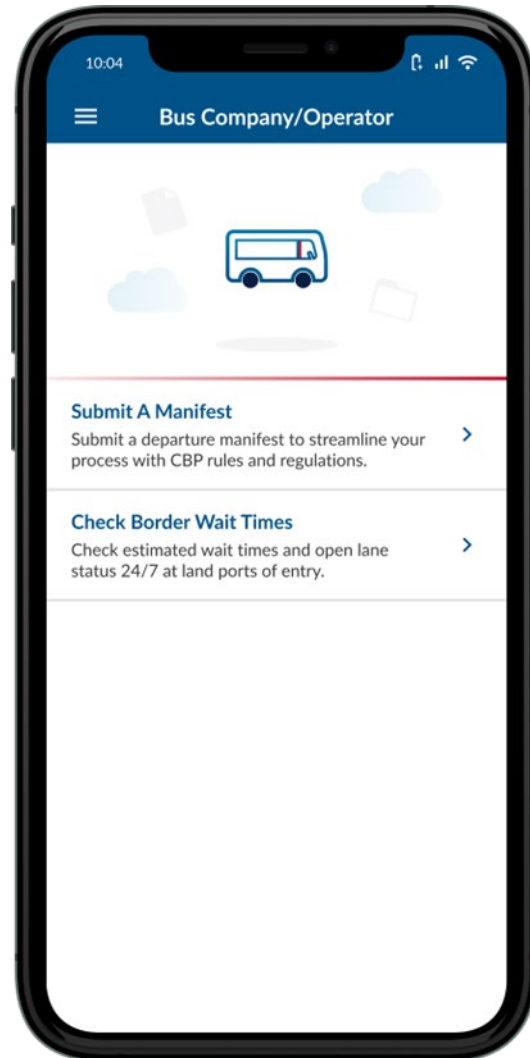 10:04
Bus Company/Operator
Submit A Manifest
Submit a departure manifest to streamline your
process with CBP rules and regulations.
Check Border Wait Times
Check estimated wait times and open lane
status 24/7 at land ports of entry.